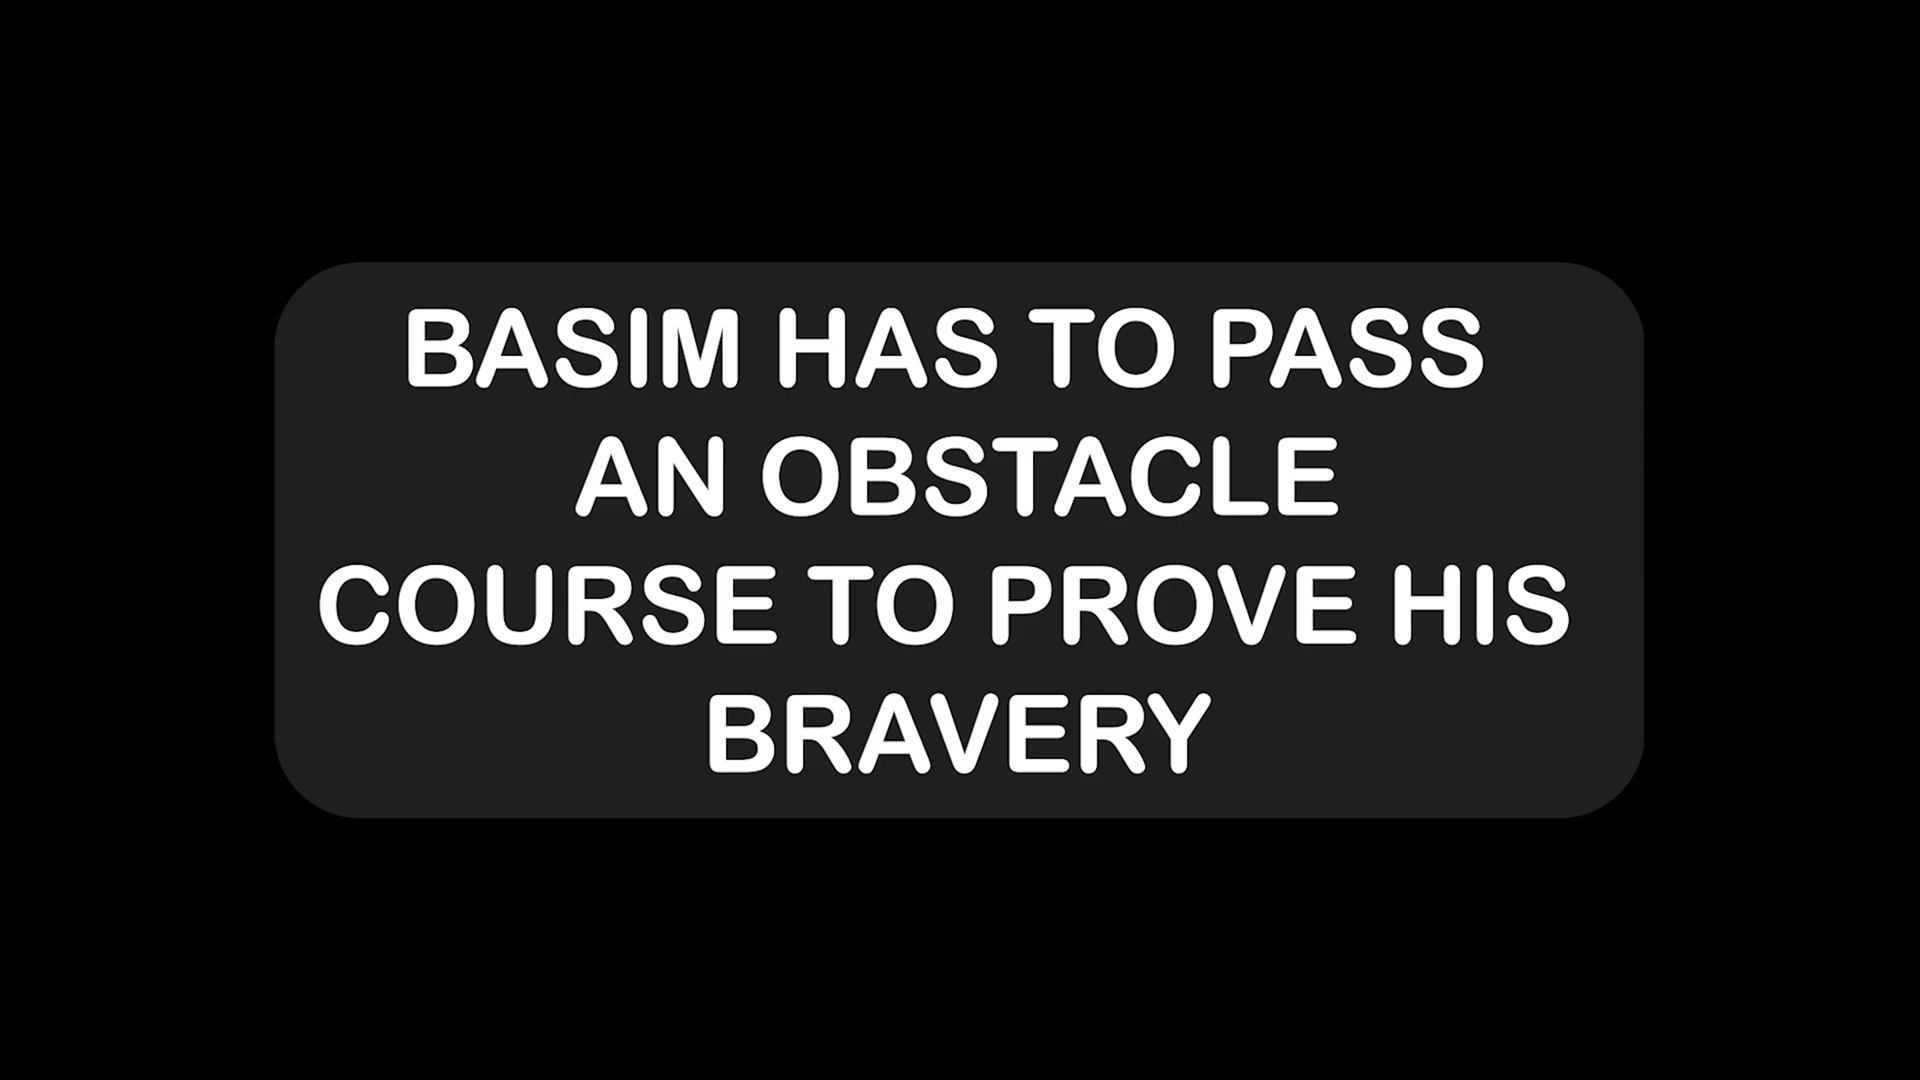 BASIM HAS TO PASS
AN OBSTACLE
COURSE TO PROVE HIS
BRAVERY